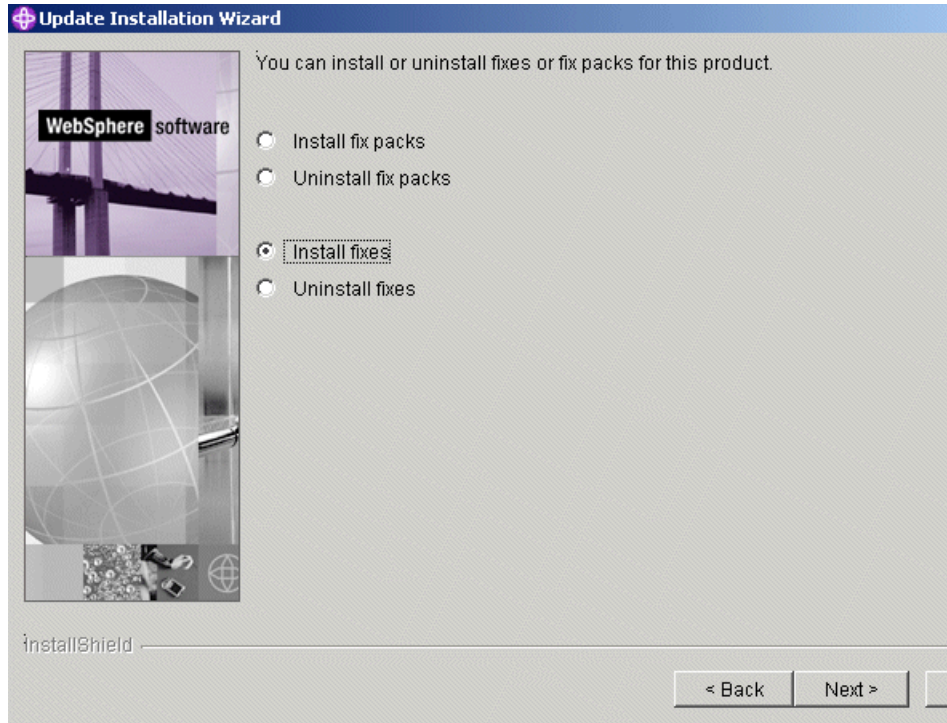 Update Installation Wizard
You can install or uninstall fixes or fix packs for this product.
WebSphere software
Install fix packs
Uninstall fix packs
Install fixes
Uninstall fixes
InstallShield
< Back
Next >